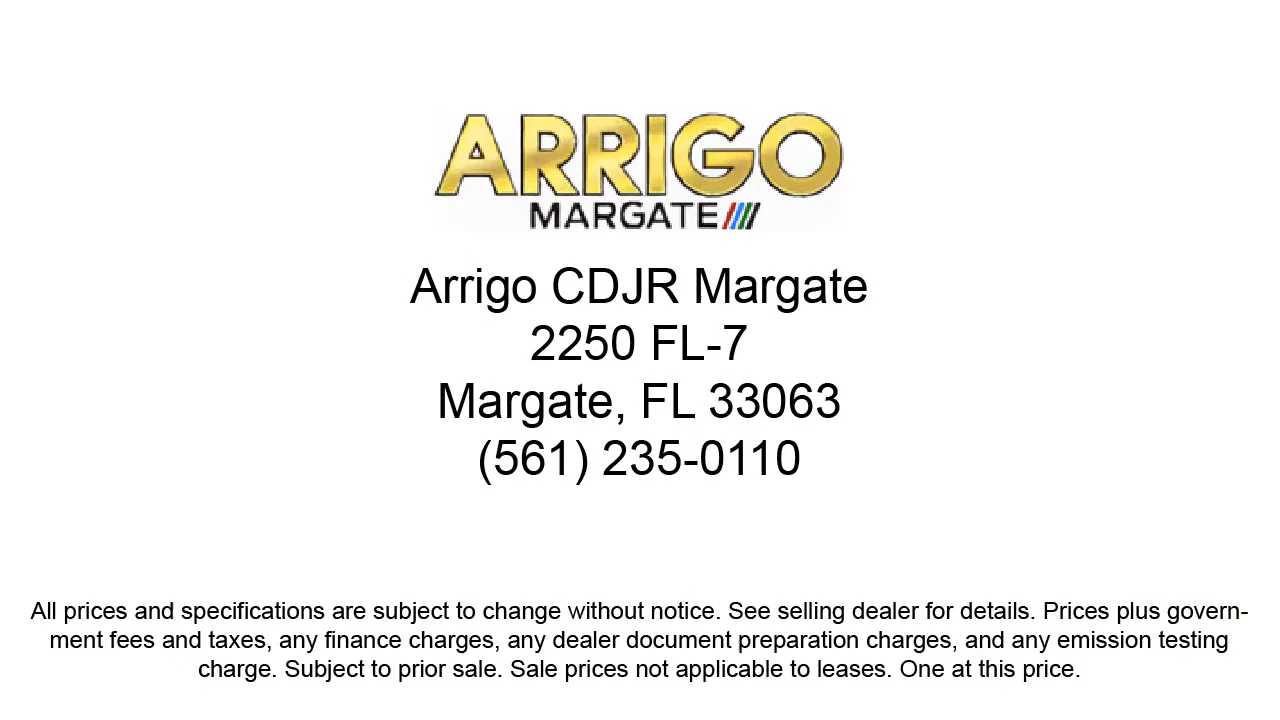 ARRIGO
MARGATE
Arrigo CDJR Margate
2250 FL-7
Margate, FL 33063
(561) 235-0110
All prices and specifications are subject to change without notice. See selling dealer for details. Prices plus govern-
ment fees and taxes, any finance charges, any dealer document preparation charges, and any emission testing
charge. Subject to prior sale. Sale prices not applicable to leases. One at this price.